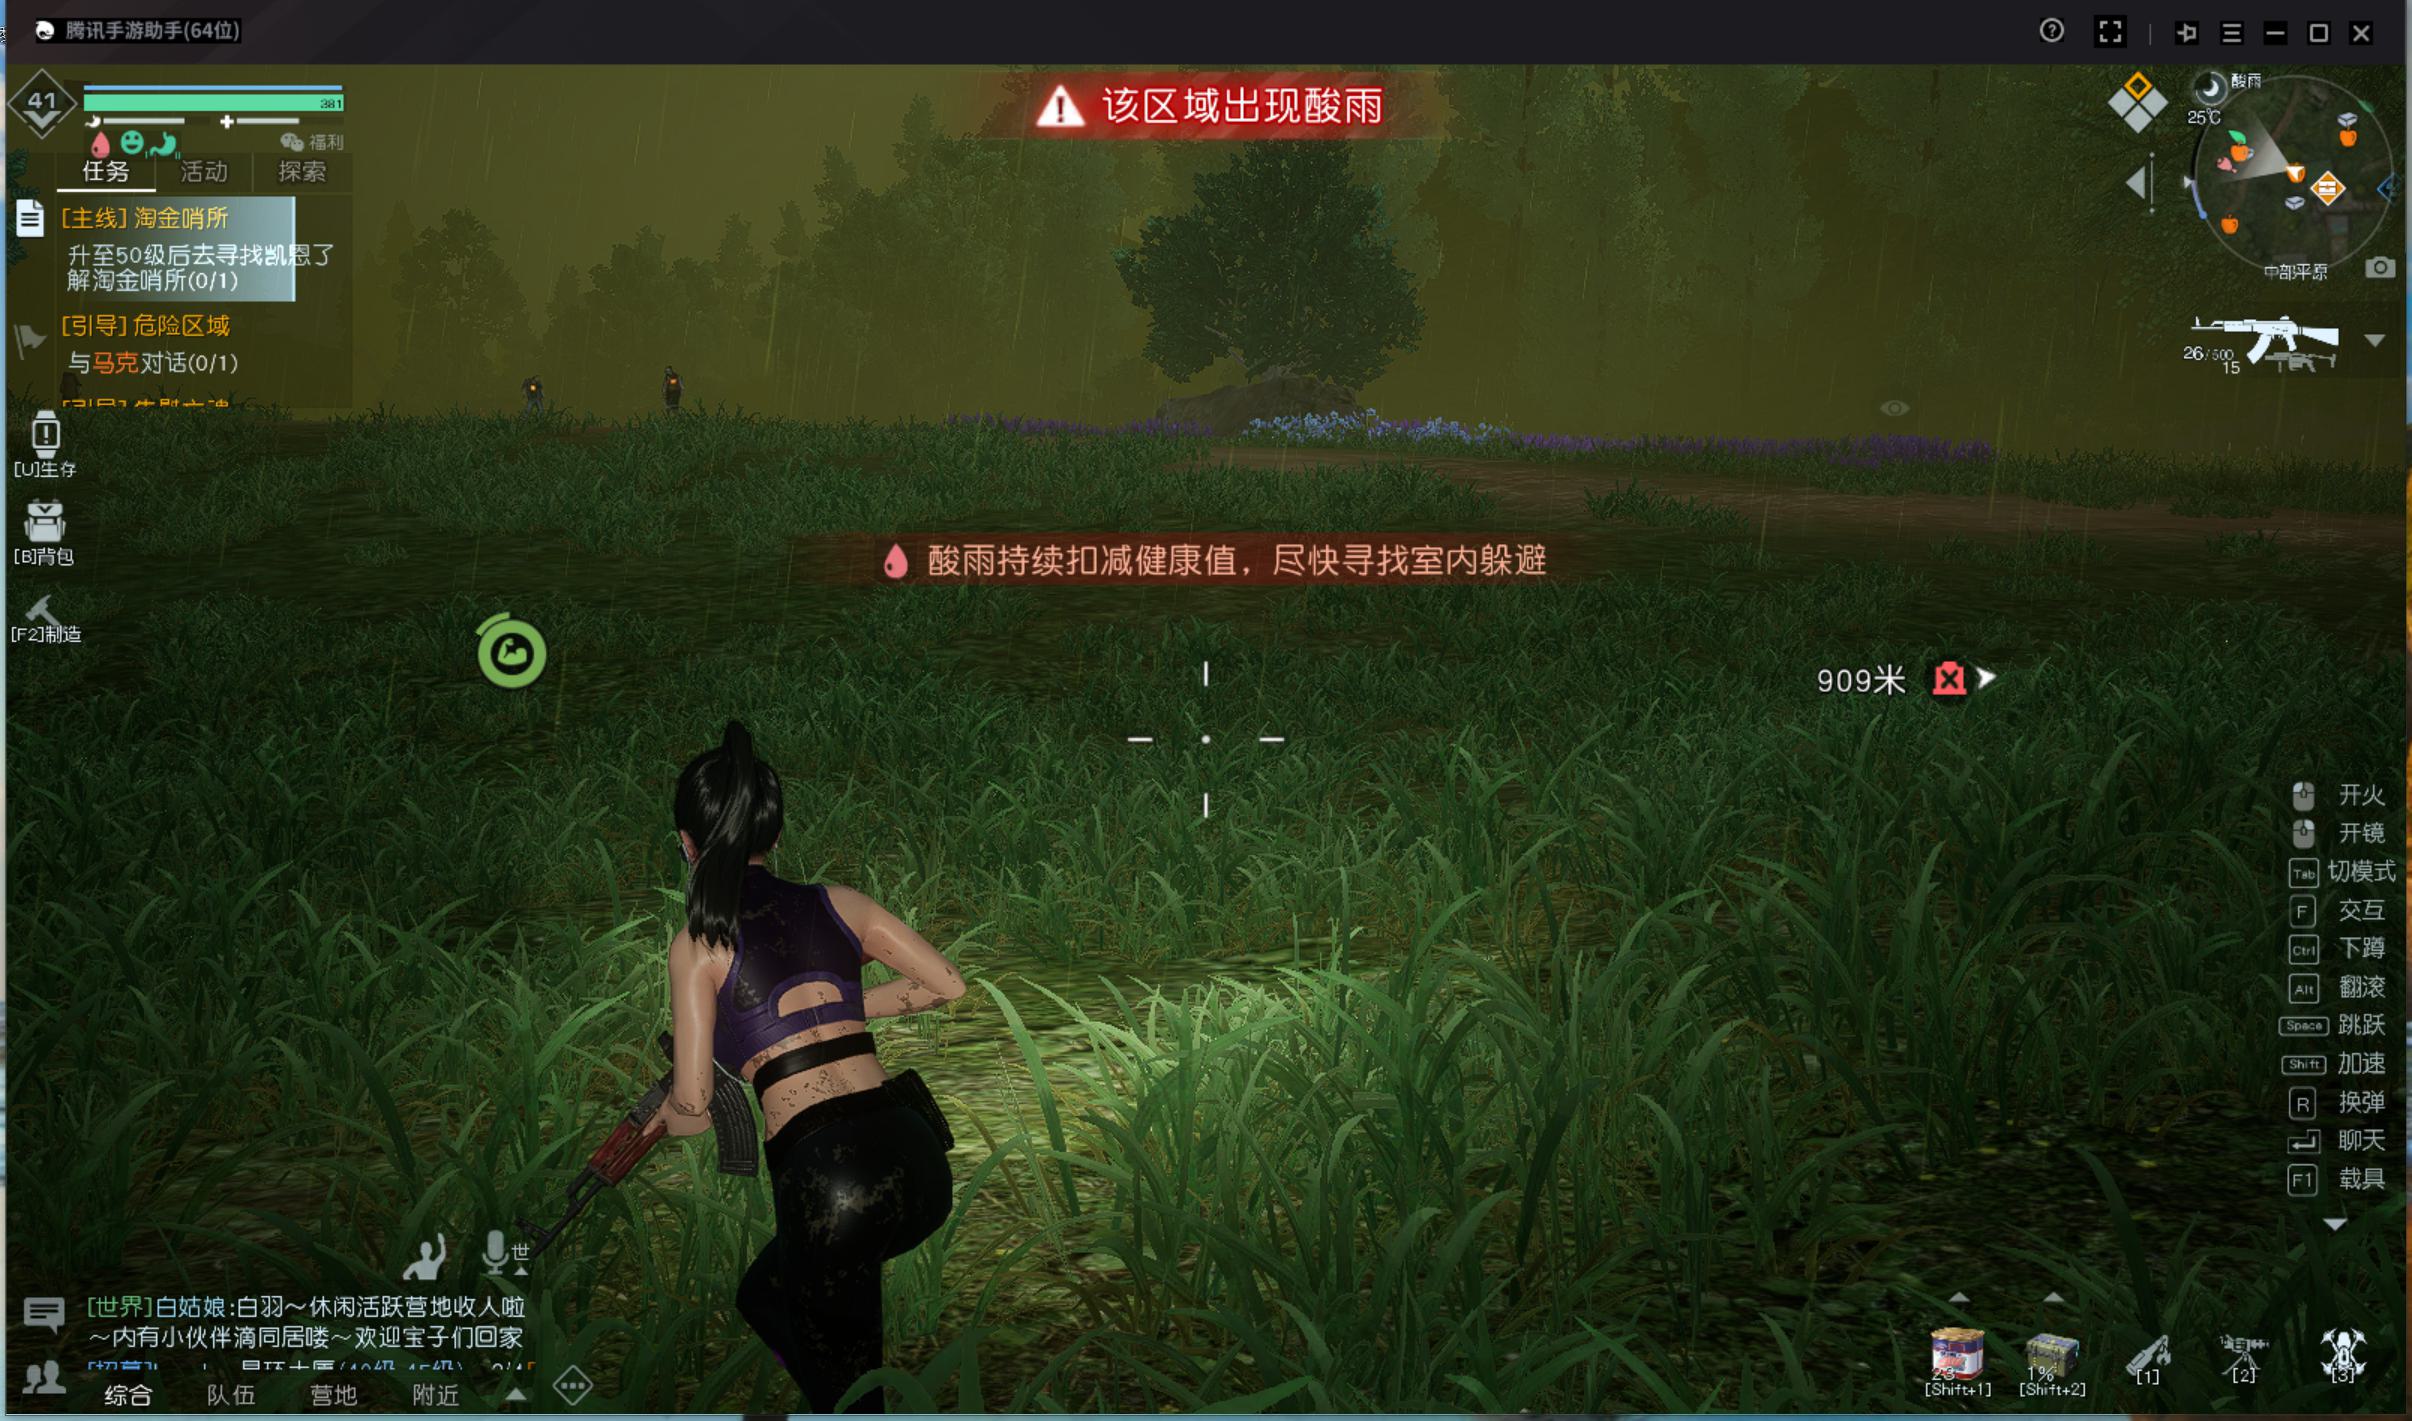 腾讯手游助手(64位)
41
381
福利
任务
活动
探索
[主线] 淘金哨所
升至50级后去寻找凯恩了
解淘金哨所(0/1)
[引导] 危险区域
与马克对话(0/1)
[U]生存
[B]背包
[F2]制造
该区域出现酸雨
酸雨
25℃
中部平原
26/500
15
酸雨持续扣减健康值，尽快寻找室内躲避
909米
开火
开镜
Tab 切模式
F 交互
Ctrl 下蹲
Alt 翻滚
Space 跳跃
Shift 加速
R 换弹
聊天
F1 载具
世
[世界]白姑娘:白羽～休闲活跃营地收人啦
～内有小伙伴滴同居喽～欢迎宝子们回家
综合
队伍
营地
附近
23
[Shift+1]
1%
[Shift+2]
[1]
[2]
[3]